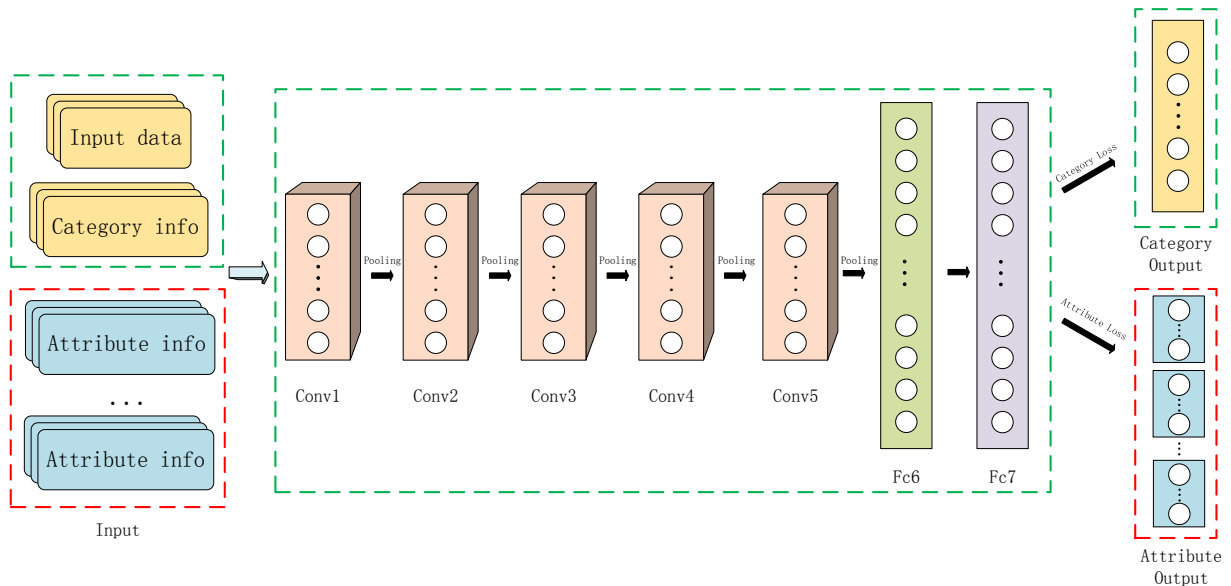 Input data
Category info
Attribute info
...
Attribute info
Input
Conv1
Pooling
Conv2
Pooling
Conv3
Pooling
Conv4
Pooling
Conv5
Pooling
Fc6
Fc7
Category Loss
Attribute Loss
Category
Output
Attribute
Output